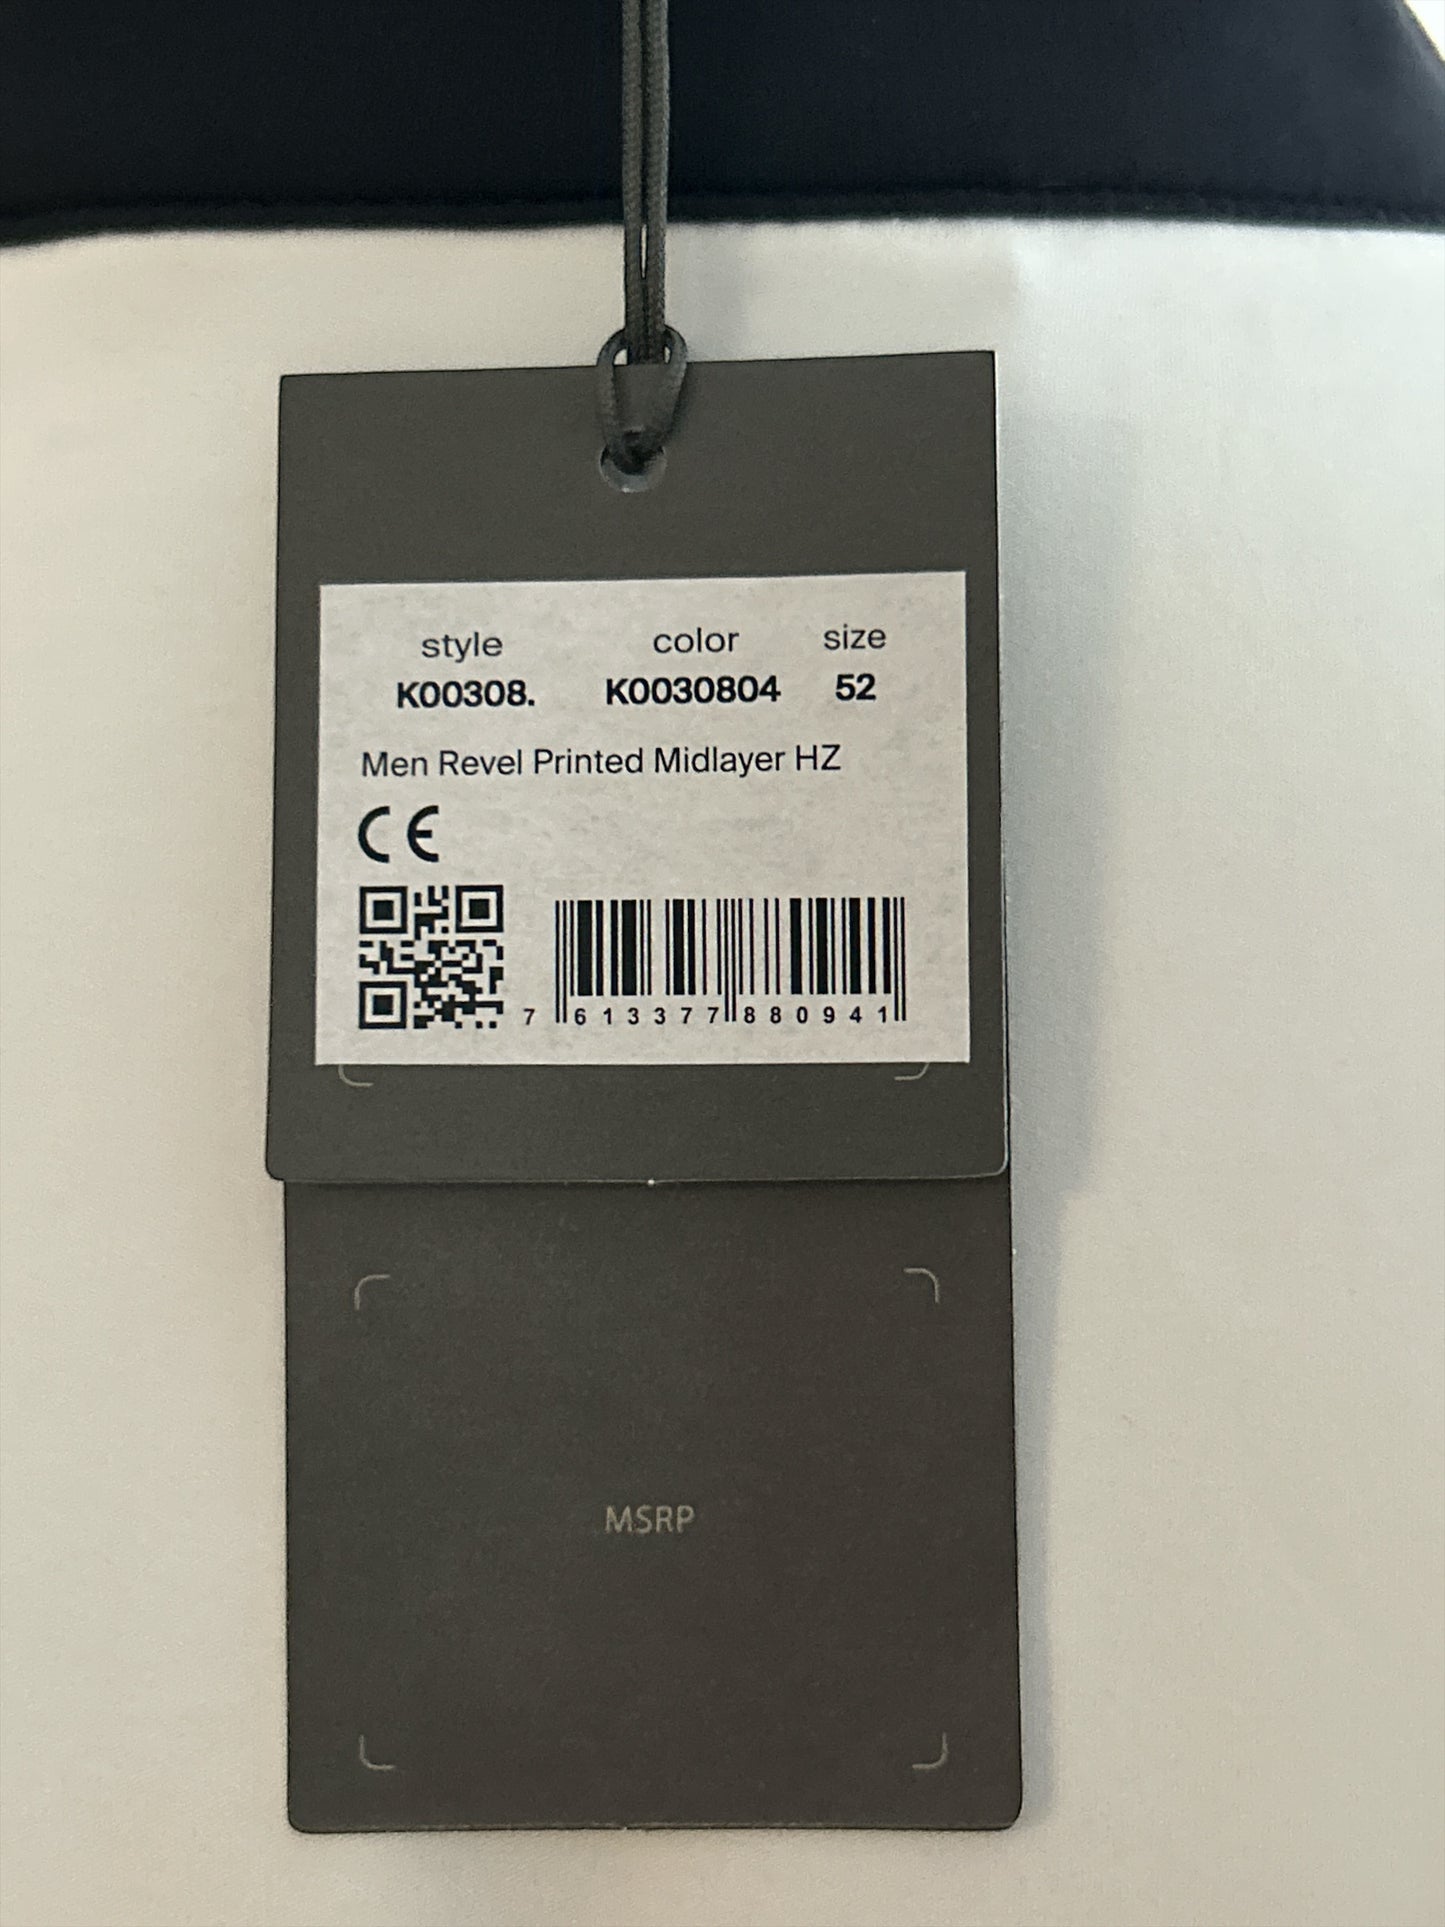 style color size
K00308. K0030804 52
Men Revel Printed Midlayer HZ
CE
7 613377 880941
MSRP